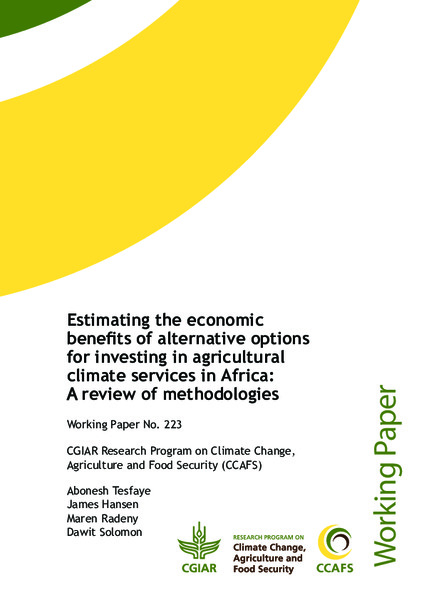 Estimating the economic
benefits of alternative options
for investing in agricultural
climate services in Africa:
A review of methodologies
Working Paper No. 223
CGIAR Research Program on Climate Change,
Agriculture and Food Security (CCAFS)
Abonesh Tesfaye
James Hansen
Maren Radeny
Dawit Solomon
Working Paper
CGIAR
RESEARCH PROGRAM ON
Climate Change,
Agriculture and
Food Security
CCAFS